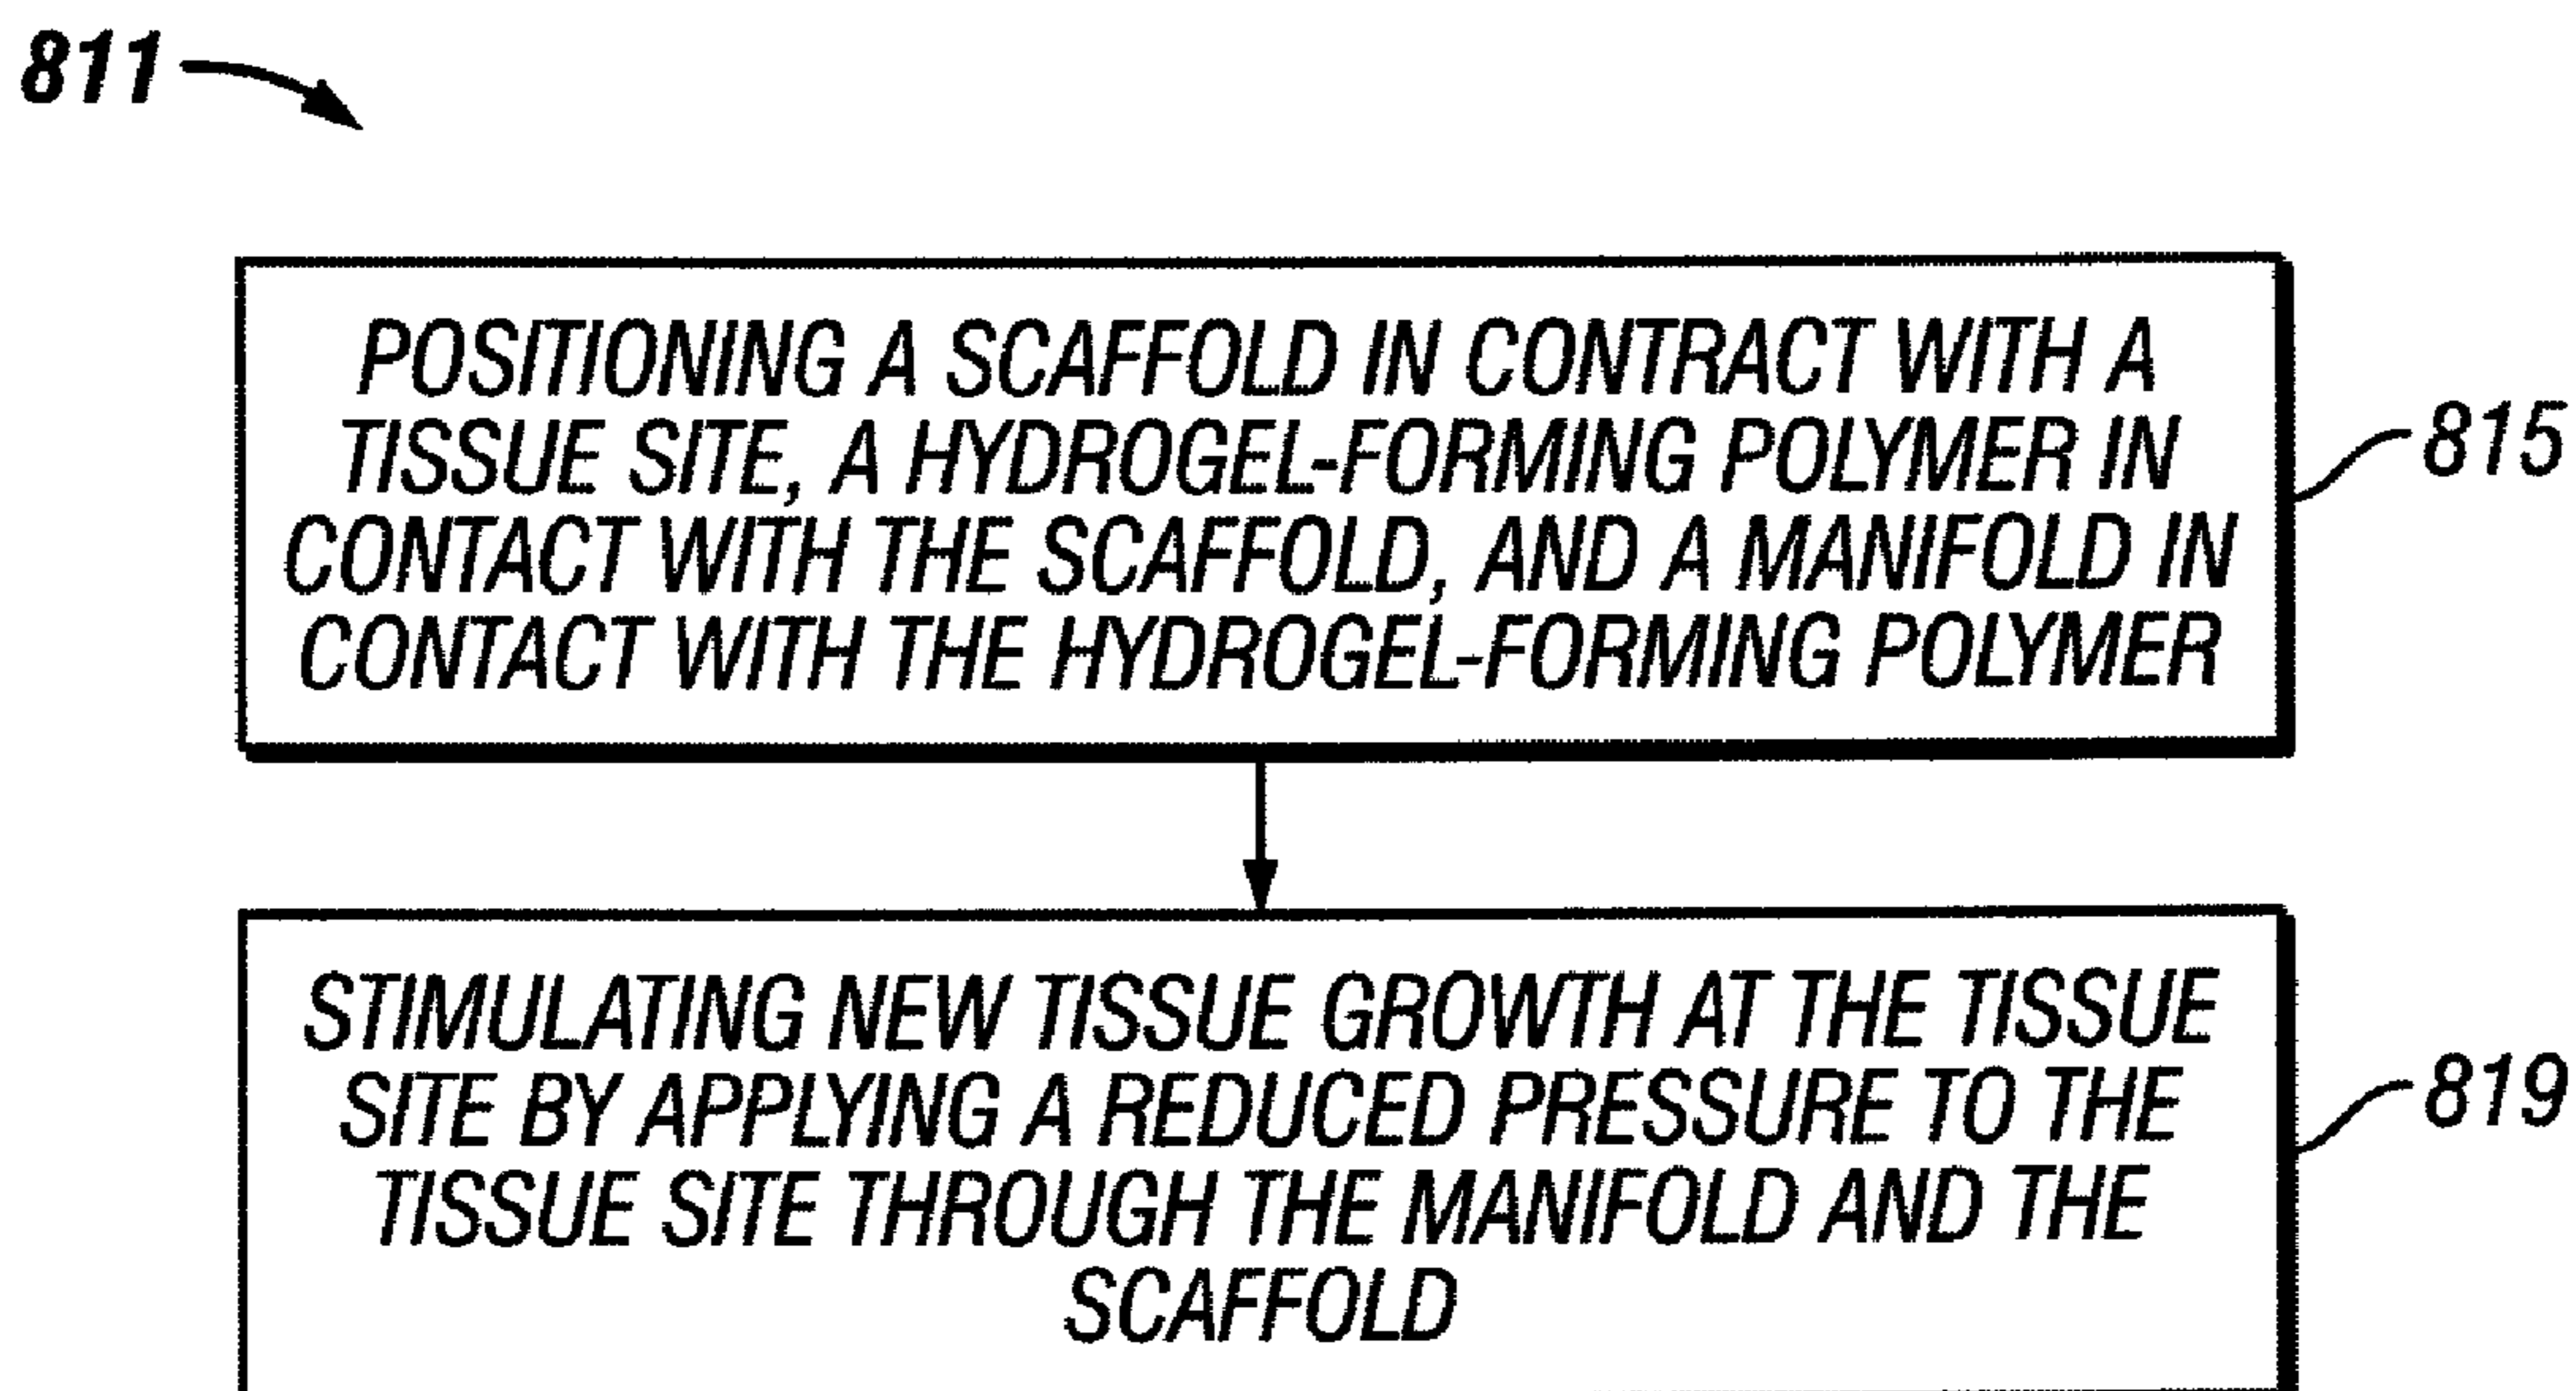 811
POSITIONING A SCAFFOLD IN CONTRACT WITH A
TISSUE SITE, A HYDROGEL-FORMING POLYMER IN
CONTACT WITH THE SCAFFOLD, AND A MANIFOLD IN
CONTACT WITH THE HYDROGEL-FORMING POLYMER
815
STIMULATING NEW TISSUE GROWTH AT THE TISSUE
SITE BY APPLYING A REDUCED PRESSURE TO THE
TISSUE SITE THROUGH THE MANIFOLD AND THE
SCAFFOLD
819